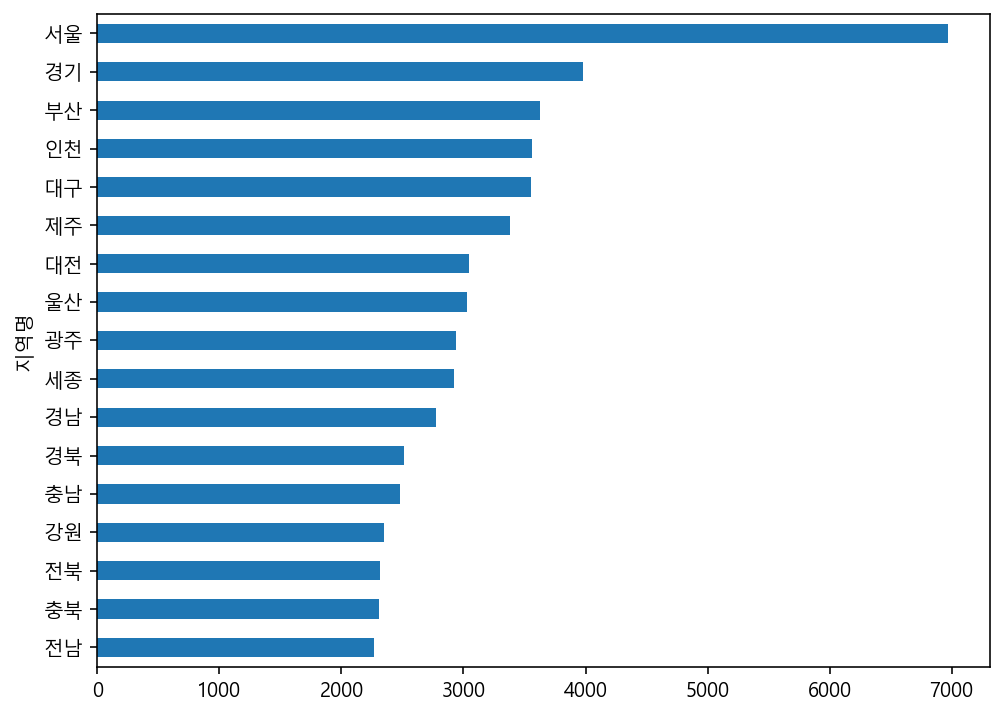 서울
경기
부산
인천
대구
제주
대전
울산
광주
세종
경남
경북
충남
강원
전북
충북
전남
지역명
0 1000 2000 3000 4000 5000 6000 7000